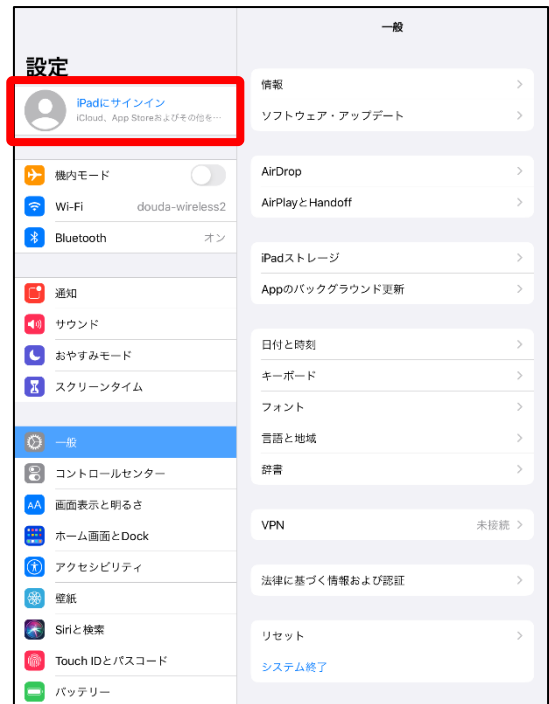 設定
iPadにサインイン
iCloud、App Storeおよびその他を…
機内モード
Wi-Fi douda-wireless2
Bluetooth オン
通知
サウンド
おやすみモード
スクリーンタイム
一般
コントロールセンター
AA 画面表示と明るさ
ホーム画面とDock
アクセシビリティ
壁紙
Siriと検索
Touch IDとパスコード
バッテリー
一般
情報
ソフトウェア・アップデート
AirDrop
AirPlayとHandoff
iPadストレージ
Appのバックグラウンド更新
日付と時刻
キーボード
フォント
言語と地域
辞書
VPN 未接続
法律に基づく情報および認証
リセット
システム終了